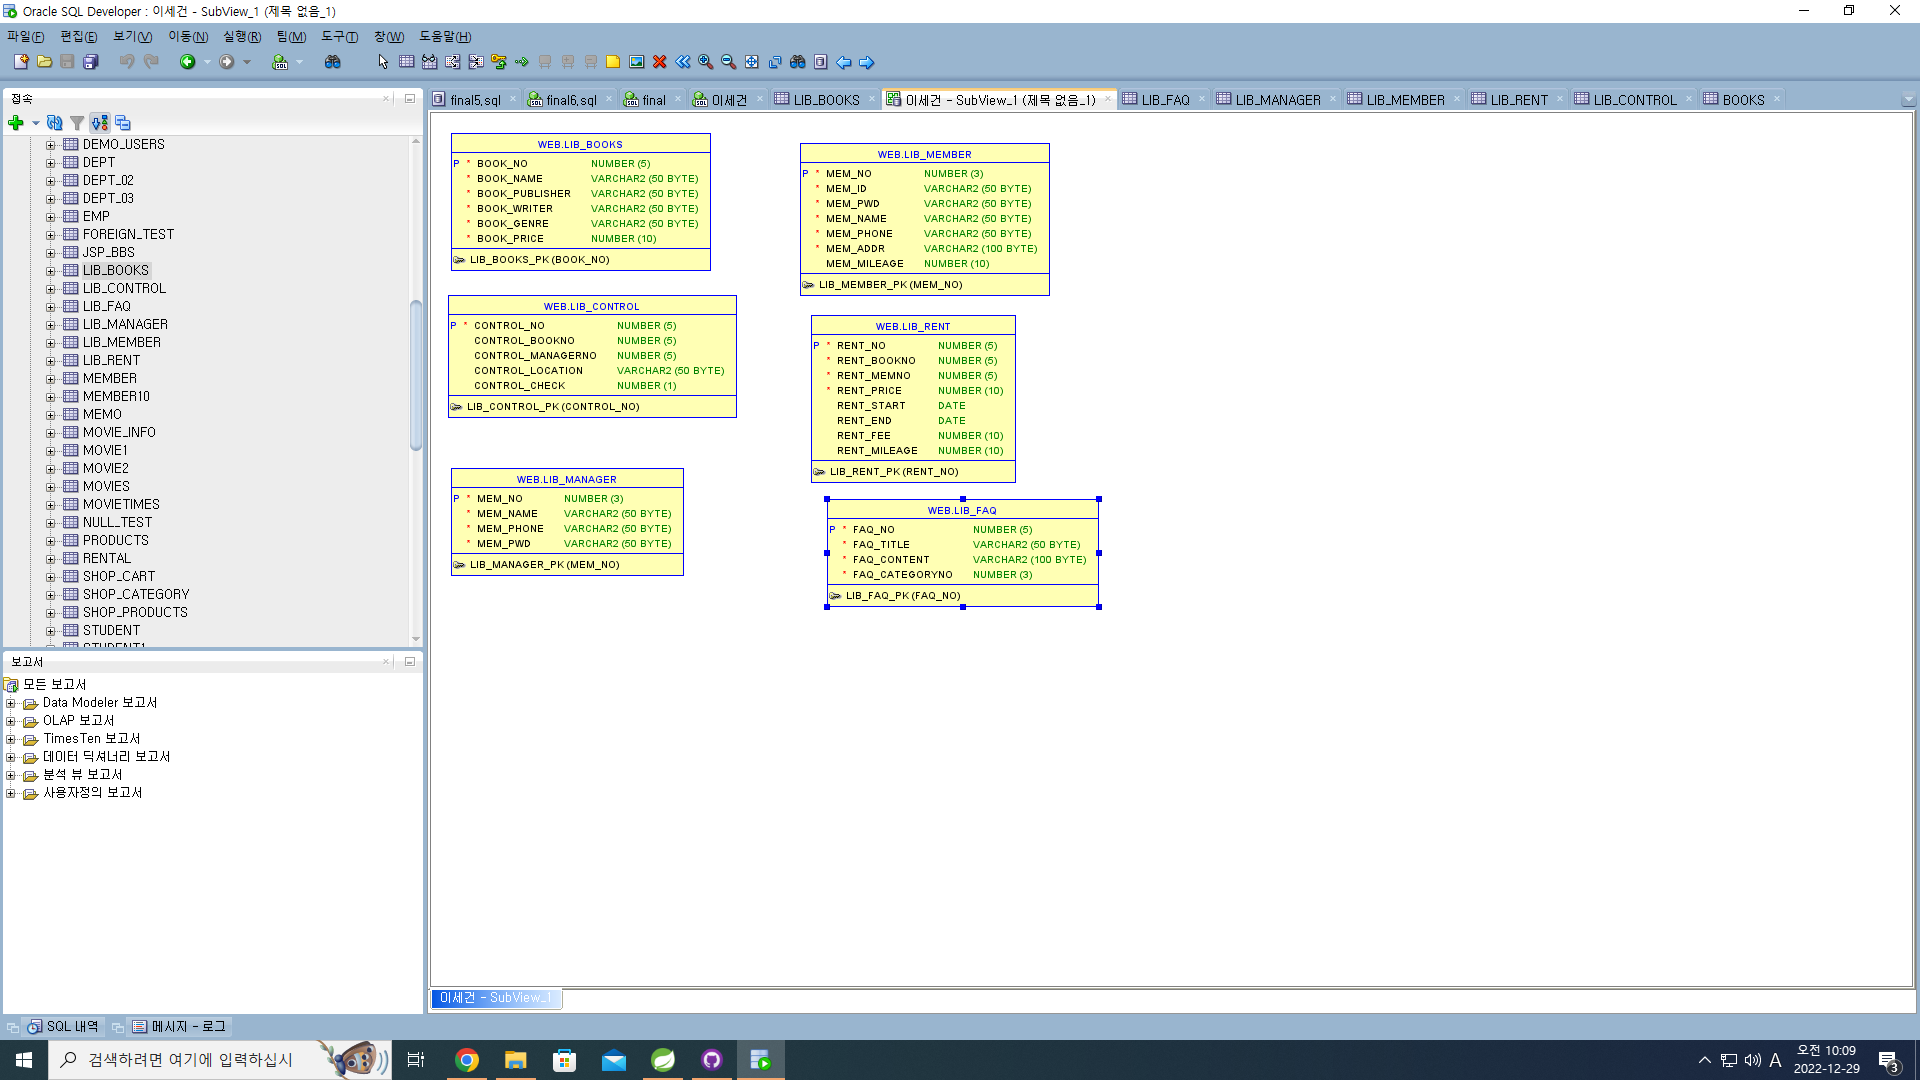 Oracle SQL Developer : 이세건 - SubView_1 (제목 없음_1)
파일(F) 편집(E) 보기(V) 이동(N) 실행(R) 팀(M) 도구(T) 창(W) 도움말(H)
접속
DEMO_USERS
DEPT
DEPT_02
DEPT_03
EMP
FOREIGN_TEST
JSP_BBS
LIB_BOOKS
LIB_CONTROL
LIB_FAQ
LIB_MANAGER
LIB_MEMBER
LIB_RENT
MEMBER
MEMBER10
MEMO
MOVIE_INFO
MOVIE1
MOVIE2
MOVIES
MOVIETIMES
NULL_TEST
PRODUCTS
RENTAL
SHOP_CART
SHOP_CATEGORY
SHOP_PRODUCTS
STUDENT
STUDENT1
보고서
모든 보고서
Data Modeler 보고서
OLAP 보고서
TimesTen 보고서
데이터 딕셔너리 보고서
분석 뷰 보고서
사용자정의 보고서
final5.sql final6.sql final 이세건 LIB_BOOKS 이세건 - SubView_1 (제목 없음_1) LIB_FAQ LIB_MANAGER LIB_MEMBER LIB_RENT LIB_CONTROL BOOKS
WEB.LIB_BOOKS
P * BOOK_NO NUMBER (5)
* BOOK_NAME VARCHAR2 (50 BYTE)
* BOOK_PUBLISHER VARCHAR2 (50 BYTE)
* BOOK_WRITER VARCHAR2 (50 BYTE)
* BOOK_GENRE VARCHAR2 (50 BYTE)
* BOOK_PRICE NUMBER (10)
LIB_BOOKS_PK (BOOK_NO)
WEB.LIB_CONTROL
P * CONTROL_NO NUMBER (5)
CONTROL_BOOKNO NUMBER (5)
CONTROL_MANAGERNO NUMBER (5)
CONTROL_LOCATION VARCHAR2 (50 BYTE)
CONTROL_CHECK NUMBER (1)
LIB_CONTROL_PK (CONTROL_NO)
WEB.LIB_MANAGER
P * MEM_NO NUMBER (3)
* MEM_NAME VARCHAR2 (50 BYTE)
* MEM_PHONE VARCHAR2 (50 BYTE)
* MEM_PWD VARCHAR2 (50 BYTE)
LIB_MANAGER_PK (MEM_NO)
WEB.LIB_MEMBER
P * MEM_NO NUMBER (3)
* MEM_ID VARCHAR2 (50 BYTE)
* MEM_PWD VARCHAR2 (50 BYTE)
* MEM_NAME VARCHAR2 (50 BYTE)
* MEM_PHONE VARCHAR2 (50 BYTE)
* MEM_ADDR VARCHAR2 (100 BYTE)
MEM_MILEAGE NUMBER (10)
LIB_MEMBER_PK (MEM_NO)
WEB.LIB_RENT
P * RENT_NO NUMBER (5)
* RENT_BOOKNO NUMBER (5)
* RENT_MEMNO NUMBER (5)
* RENT_PRICE NUMBER (10)
RENT_START DATE
RENT_END DATE
RENT_FEE NUMBER (10)
RENT_MILEAGE NUMBER (10)
LIB_RENT_PK (RENT_NO)
WEB.LIB_FAQ
P * FAQ_NO NUMBER (5)
* FAQ_TITLE VARCHAR2 (50 BYTE)
* FAQ_CONTENT VARCHAR2 (100 BYTE)
* FAQ_CATEGORYNO NUMBER (3)
LIB_FAQ_PK (FAQ_NO)
이세건 - SubView_1
SQL 내역 메시지 - 로그
검색하려면 여기에 입력하십시
A
오전 10:09
2022-12-29
3